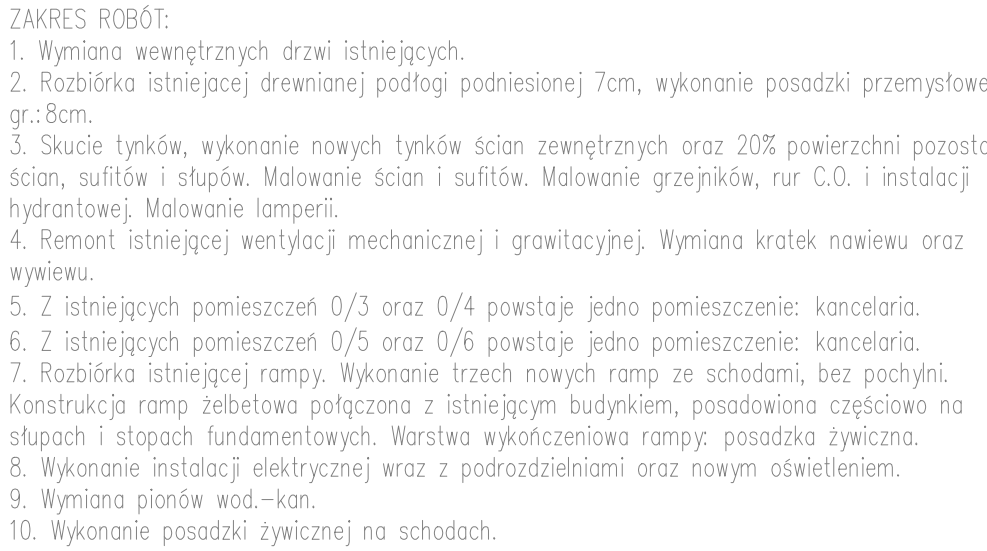 ZAKRES ROBÓT:
1. Wymiana wewnętrznych drzwi istniejących.
2. Rozbiórka istniejacej drewnianej podłogi podniesionej 7cm, wykonanie posadzki przemysłowe
gr.:8cm.
3. Skucie tynków, wykonanie nowych tynków ścian zewnętrznych oraz 20% powierzchni pozosta
ścian, sufitów i słupów. Malowanie ścian i sufitów. Malowanie grzejników, rur C.O. i instalacji
hydrantowej. Malowanie lamperii.
4. Remont istniejącej wentylacji mechanicznej i grawitacyjnej. Wymiana kratek nawiewu oraz
wywiewu.
5. Z istniejących pomieszczeń 0/3 oraz 0/4 powstaje jedno pomieszczenie: kancelaria.
6. Z istniejących pomieszczeń 0/5 oraz 0/6 powstaje jedno pomieszczenie: kancelaria.
7. Rozbiórka istniejącej rampy. Wykonanie trzech nowych ramp ze schodami, bez pochylni.
Konstrukcja ramp żelbetowa połączona z istniejącym budynkiem, posadowiona częściowo na
słupach i stopach fundamentowych. Warstwa wykończeniowa rampy: posadzka żywiczna.
8. Wykonanie instalacji elektrycznej wraz z podrozdzielniami oraz nowym oświetleniem.
9. Wymiana pionów wod.-kan.
10. Wykonanie posadzki żywicznej na schodach.